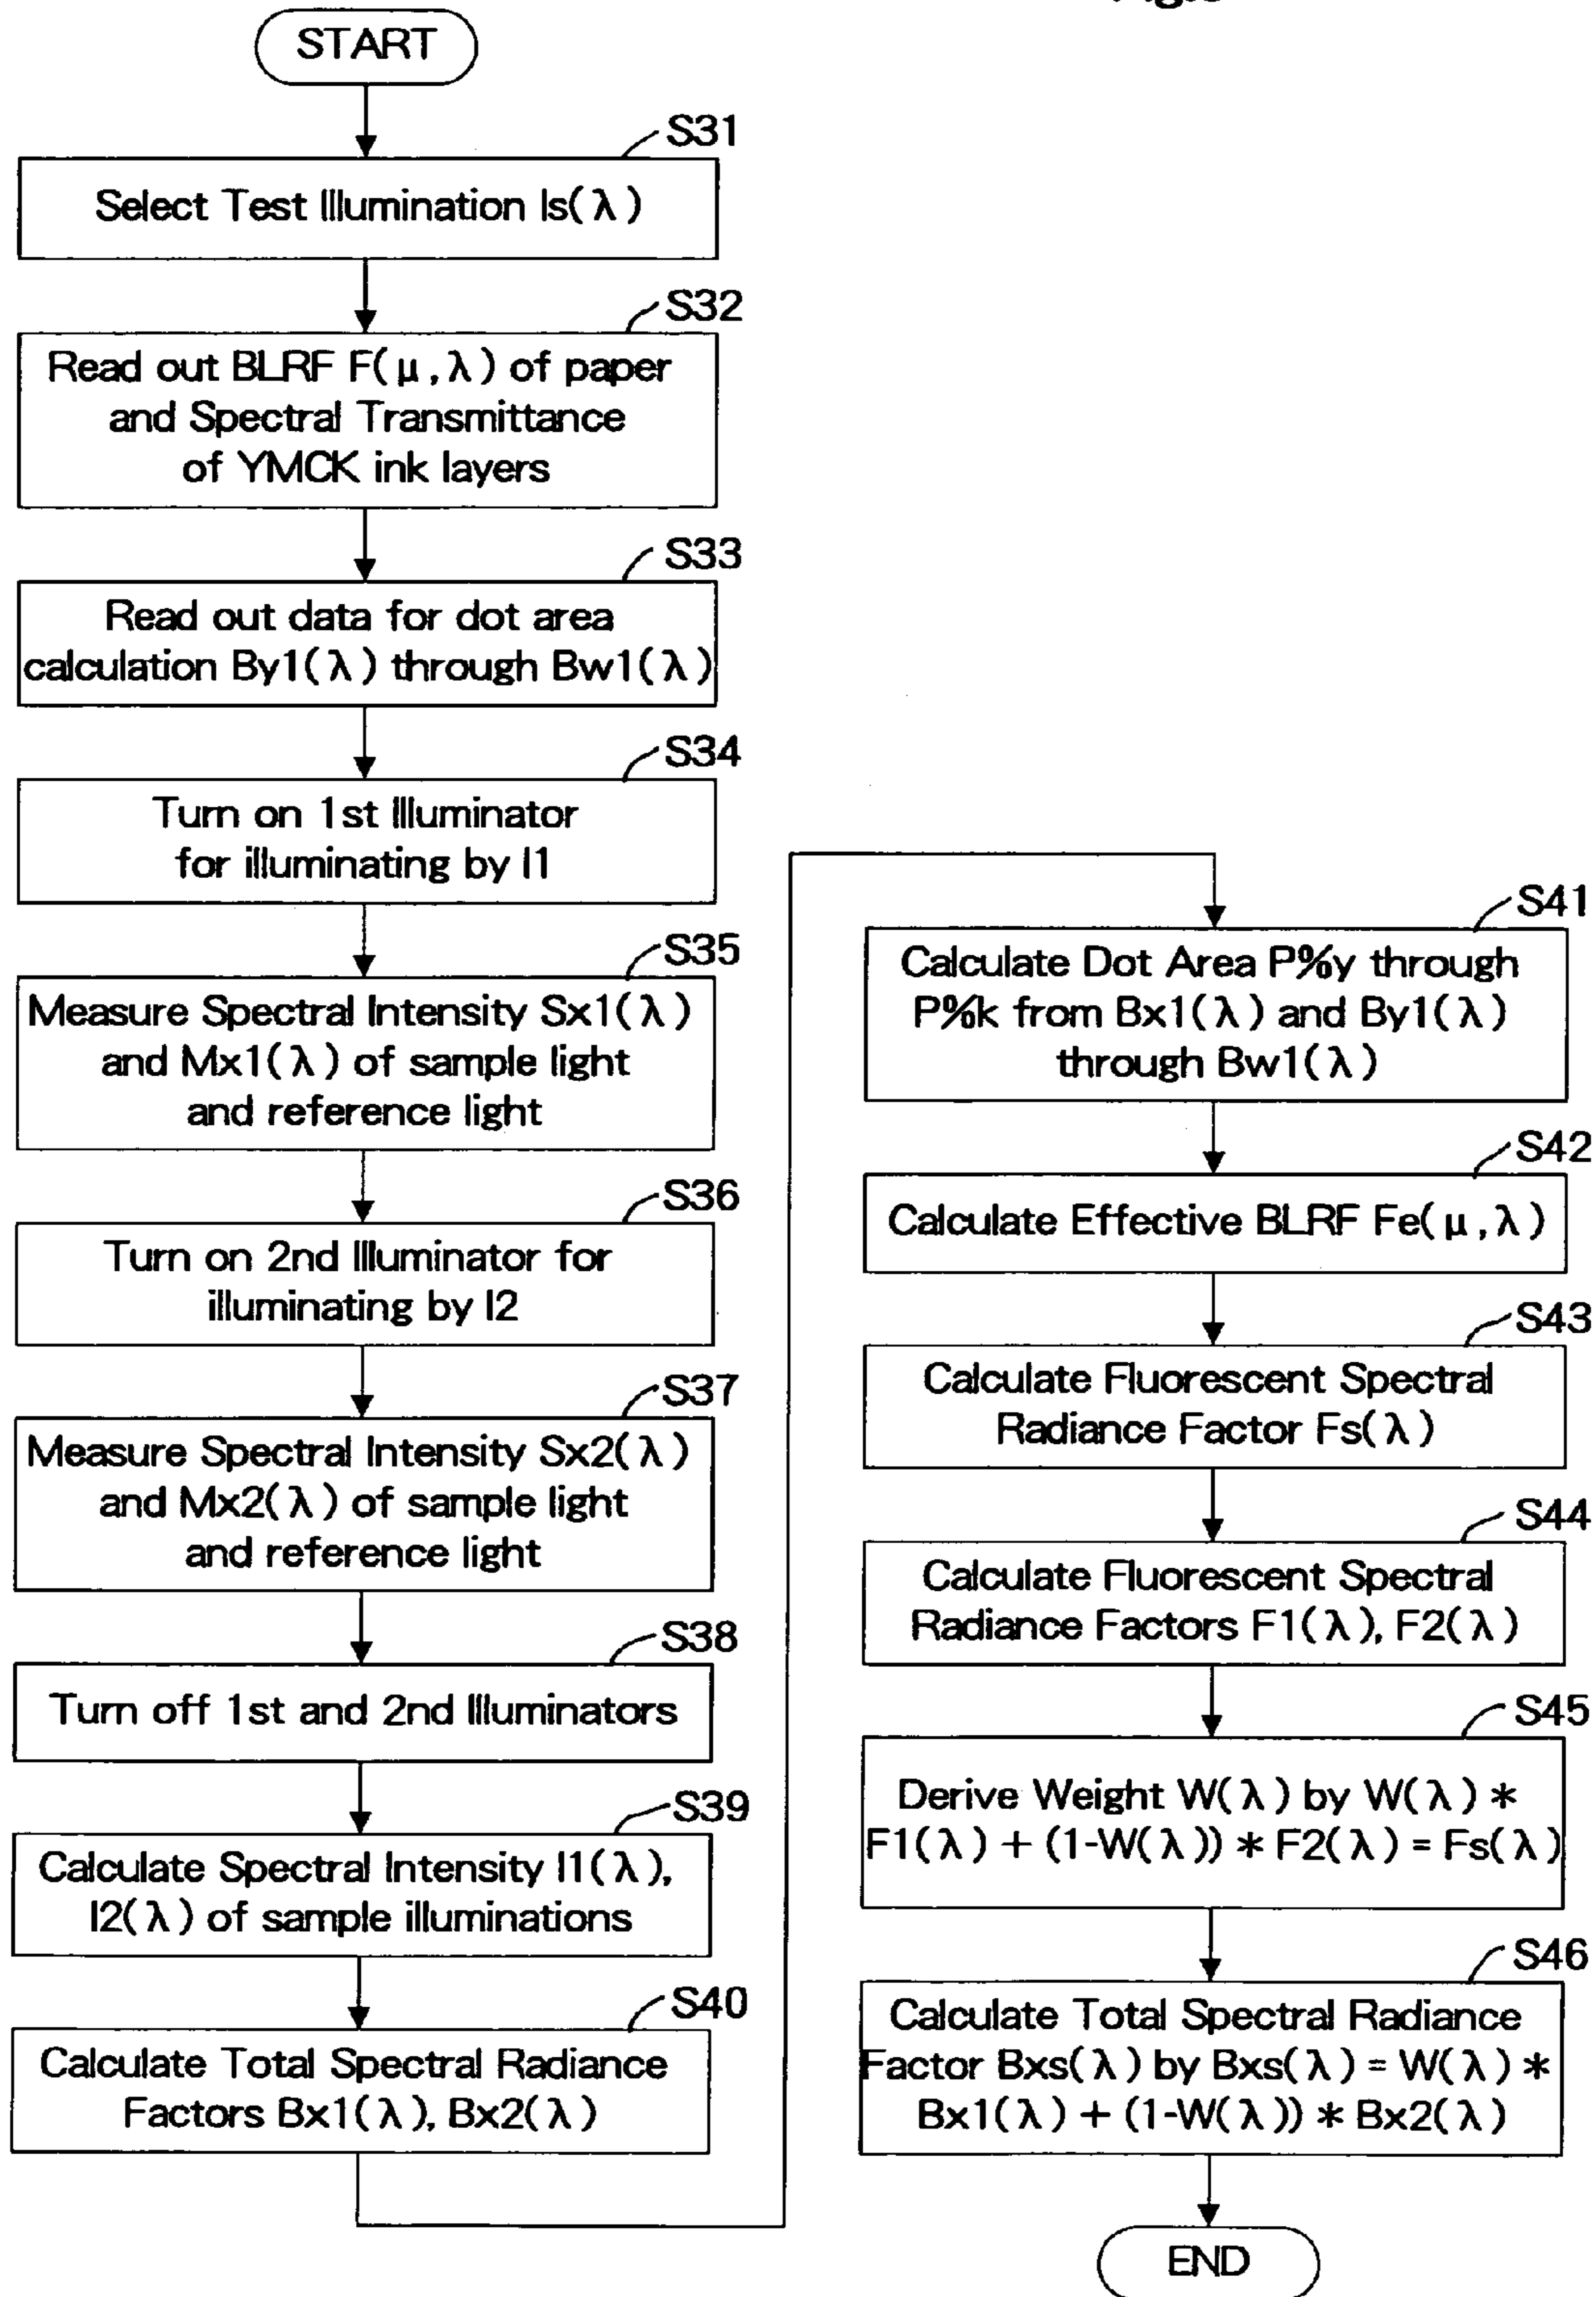 START
S31
Select Test Illumination Is(λ)
S32
Read out BLRF F(μ,λ) of paper
and Spectral Transmittance
of YMCK ink layers
S33
Read out data for dot area
calculation By1(λ) through Bw1(λ)
S34
Turn on 1st Illuminator
for illuminating by I1
S35
Measure Spectral Intensity Sx1(λ)
and Mx1(λ) of sample light
and reference light
S36
Turn on 2nd Illuminator for
illuminating by I2
S37
Measure Spectral Intensity Sx2(λ)
and Mx2(λ) of sample light
and reference light
S38
Turn off 1st and 2nd Illuminators
S39
Calculate Spectral Intensity I1(λ),
I2(λ) of sample illuminations
S40
Calculate Total Spectral Radiance
Factors Bx1(λ), Bx2(λ)
S41
Calculate Dot Area P%y through
P%k from Bx1(λ) and By1(λ)
through Bw1(λ)
S42
Calculate Effective BLRF Fe(μ,λ)
S43
Calculate Fluorescent Spectral
Radiance Factor Fs(λ)
S44
Calculate Fluorescent Spectral
Radiance Factors F1(λ), F2(λ)
S45
Derive Weight W(λ) by W(λ) *
F1(λ) + (1-W(λ)) * F2(λ) = Fs(λ)
S46
Calculate Total Spectral Radiance
Factor Bxs(λ) by Bxs(λ) = W(λ) *
Bx1(λ) + (1-W(λ)) * Bx2(λ)
END